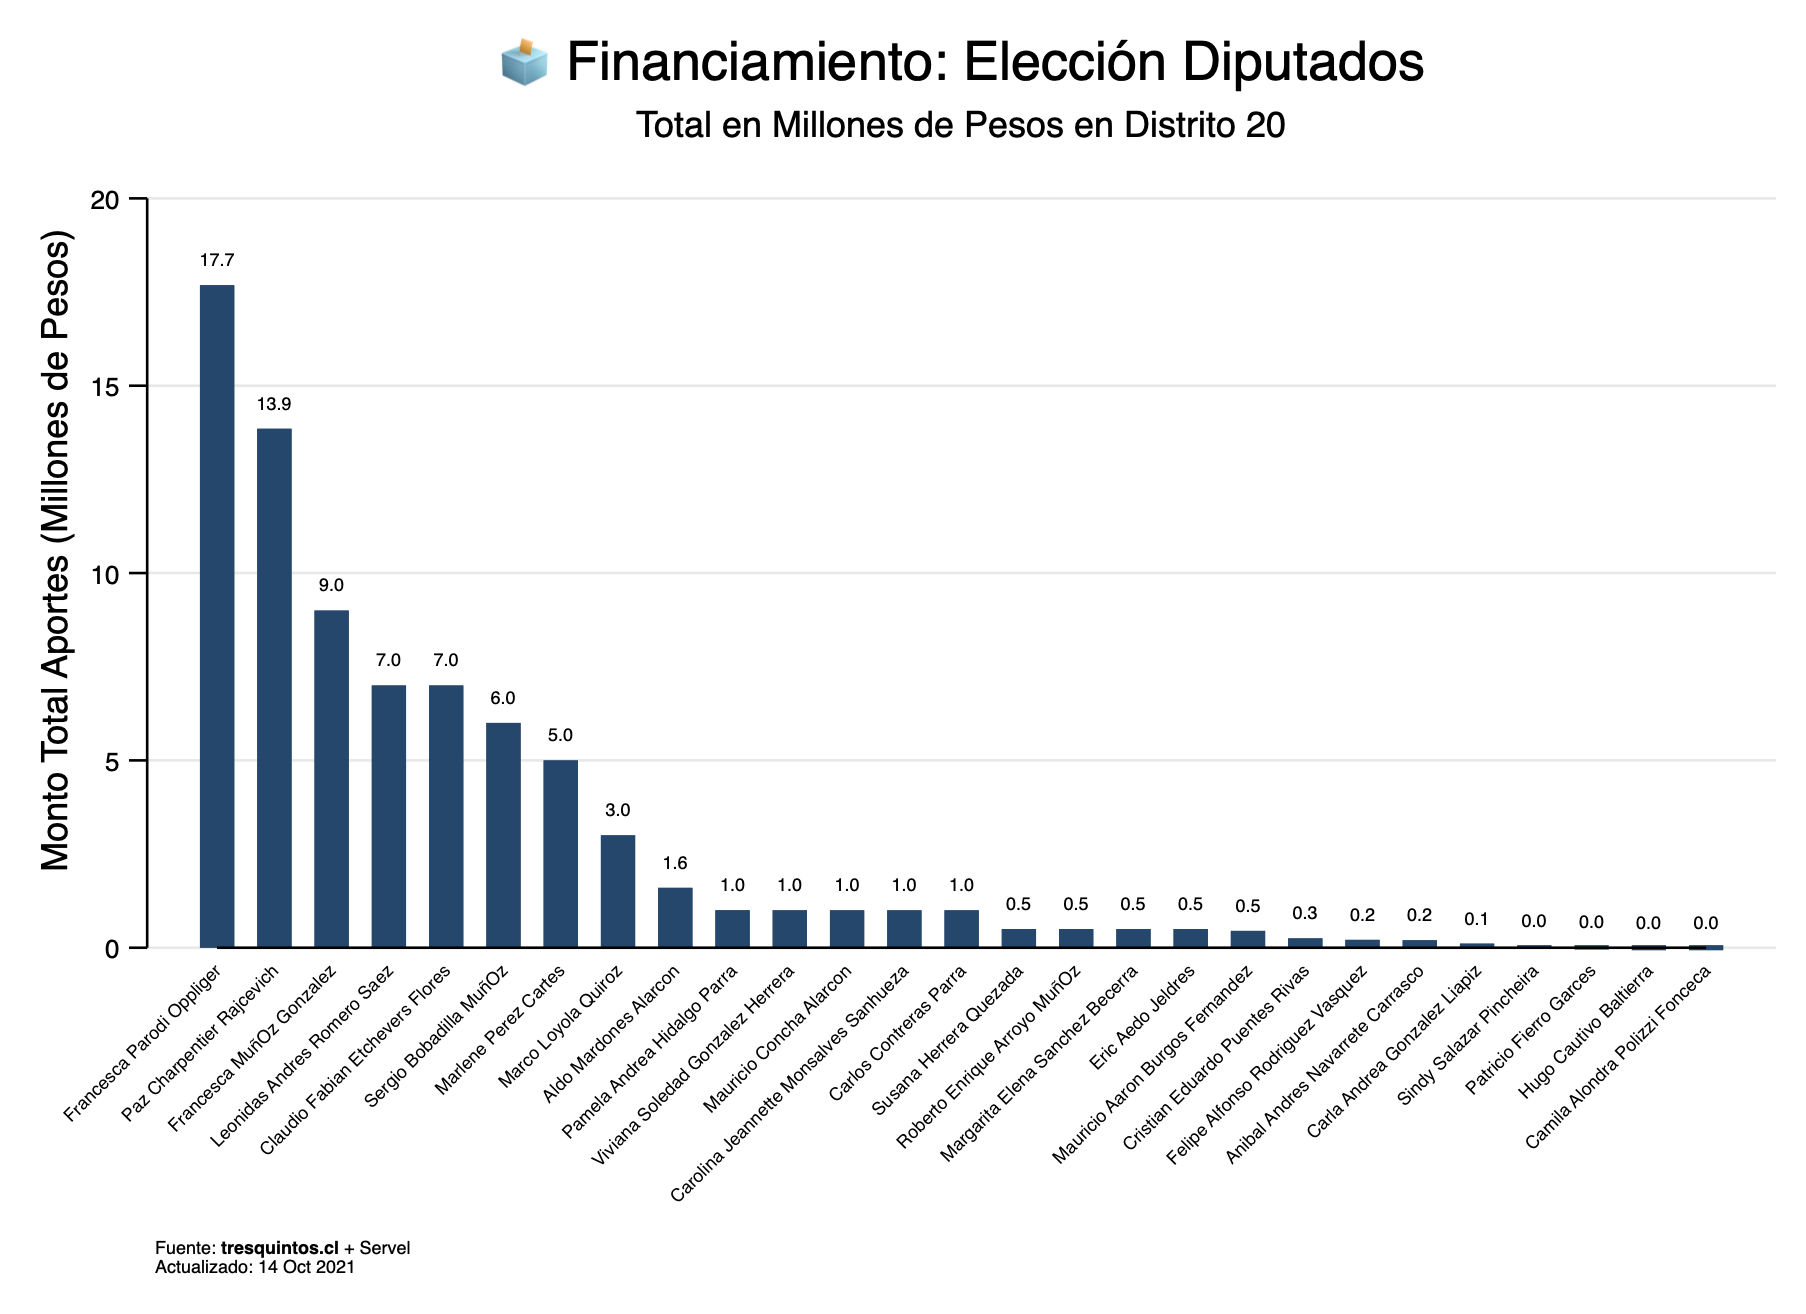 Financiamiento: Elección Diputados
Total en Millones de Pesos en Distrito 20
Monto Total Aportes (Millones de Pesos)
20
15
10
5
0
17.7
13.9
9.0
7.0
7.0
6.0
5.0
3.0
1.6
1.0
1.0
1.0
1.0
1.0
0.5
0.5
0.5
0.5
0.5
0.3
0.2
0.2
0.1
0.0
0.0
0.0
0.0
Francesca Parodi Oppliger
Paz Charpentier Rajcevich
Francesca MuñOz Gonzalez
Leonidas Andres Romero Saez
Claudio Fabian Etchevers Flores
Sergio Bobadilla MuñOz
Marlene Perez Cartes
Marco Loyola Quiroz
Aldo Mardones Alarcon
Pamela Andrea Hidalgo Parra
Viviana Soledad Gonzalez Herrera
Mauricio Concha Alarcon
Carolina Jeannette Monsalves Sanhueza
Carlos Contreras Parra
Susana Herrera Quezada
Roberto Enrique Arroyo MuñOz
Margarita Elena Sanchez Becerra
Eric Aedo Jeldres
Mauricio Aaron Burgos Fernandez
Cristian Eduardo Puentes Rivas
Felipe Alfonso Rodriguez Vasquez
Anibal Andres Navarrete Carrasco
Carla Andrea Gonzalez Liapiz
Sindy Salazar Pincheira
Patricio Fierro Garces
Hugo Cautivo Baltierra
Camila Alondra Polizzi Fonceca
Fuente: tresquintos.cl + Servel
Actualizado: 14 Oct 2021